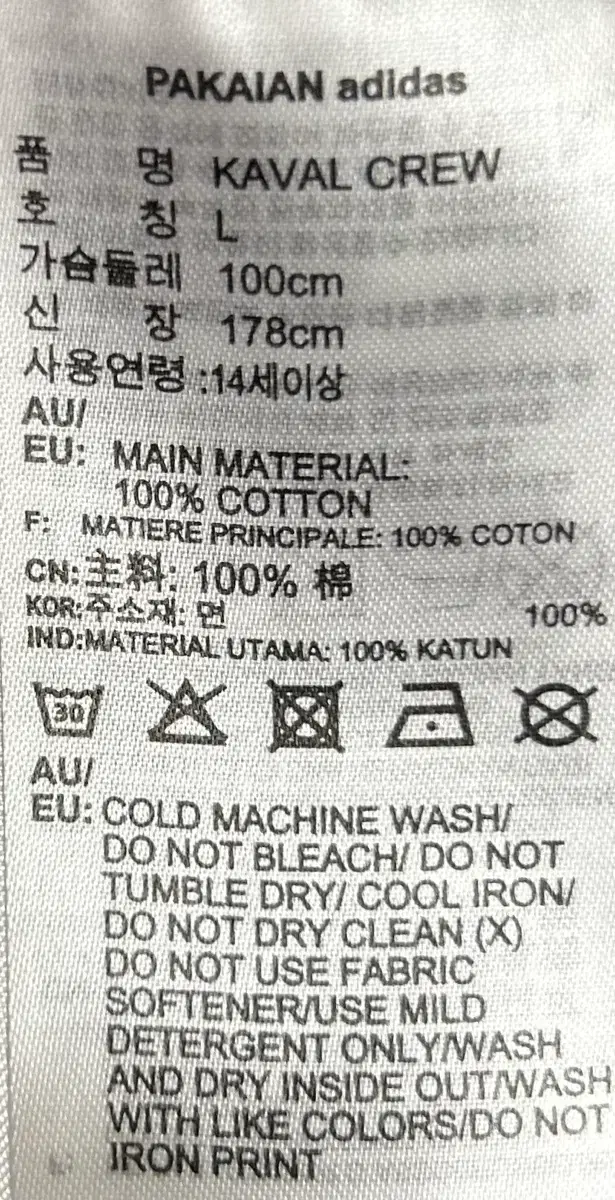 PAKAIAN adidas
품 명 KAVAL CREW
호 칭 L
가슴둘레 100cm
신 장 178cm
사용연령 :14세이상
AU/
EU: MAIN MATERIAL:
100% COTTON
F: MATIERE PRINCIPALE: 100% COTON
CN:主料: 100% 棉
KOR:주소재: 면 100%
IND:MATERIAL UTAMA: 100% KATUN
30
AU/
EU: COLD MACHINE WASH/
DO NOT BLEACH/ DO NOT
TUMBLE DRY/ COOL IRON/
DO NOT DRY CLEAN (X)
DO NOT USE FABRIC
SOFTENER/USE MILD
DETERGENT ONLY/WASH
AND DRY INSIDE OUT/WASH
WITH LIKE COLORS/DO NOT
IRON PRINT